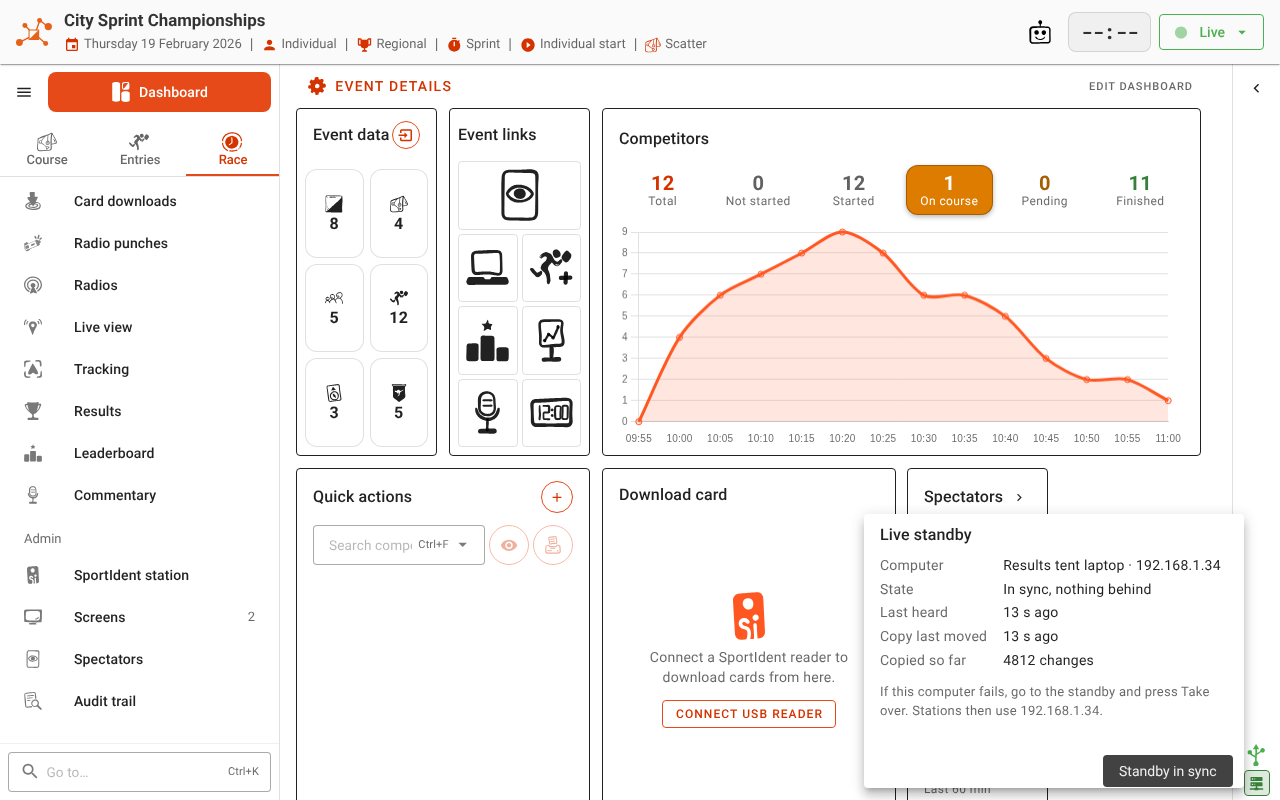 City Sprint Championships
Thursday 19 February 2026 | Individual | Regional | Sprint | Individual start | Scatter
--:--
Live
Dashboard
Course
Entries
Race
Card downloads
Radio punches
Radios
Live view
Tracking
Results
Leaderboard
Commentary
Admin
SportIdent station
Screens 2
Spectators
Audit trail
Go to... Ctrl+K
EVENT DETAILS
EDIT DASHBOARD
Event data
8
4
5
12
3
5
Event links
12:00
Competitors
12
Total
0
Not started
12
Started
1
On course
0
Pending
11
Finished
9
8
7
6
5
4
3
2
1
0
09:55 10:00 10:05 10:10 10:15 10:20 10:25 10:30 10:35 10:40 10:45 10:50 10:55 11:00
Quick actions
Search comp Ctrl+F
Download card
Si
Connect a SportIdent reader to
download cards from here.
CONNECT USB READER
Spectators
Live standby
Computer Results tent laptop · 192.168.1.34
State In sync, nothing behind
Last heard 13 s ago
Copy last moved 13 s ago
Copied so far 4812 changes
If this computer fails, go to the standby and press Take
over. Stations then use 192.168.1.34.
Standby in sync
Last 60 min